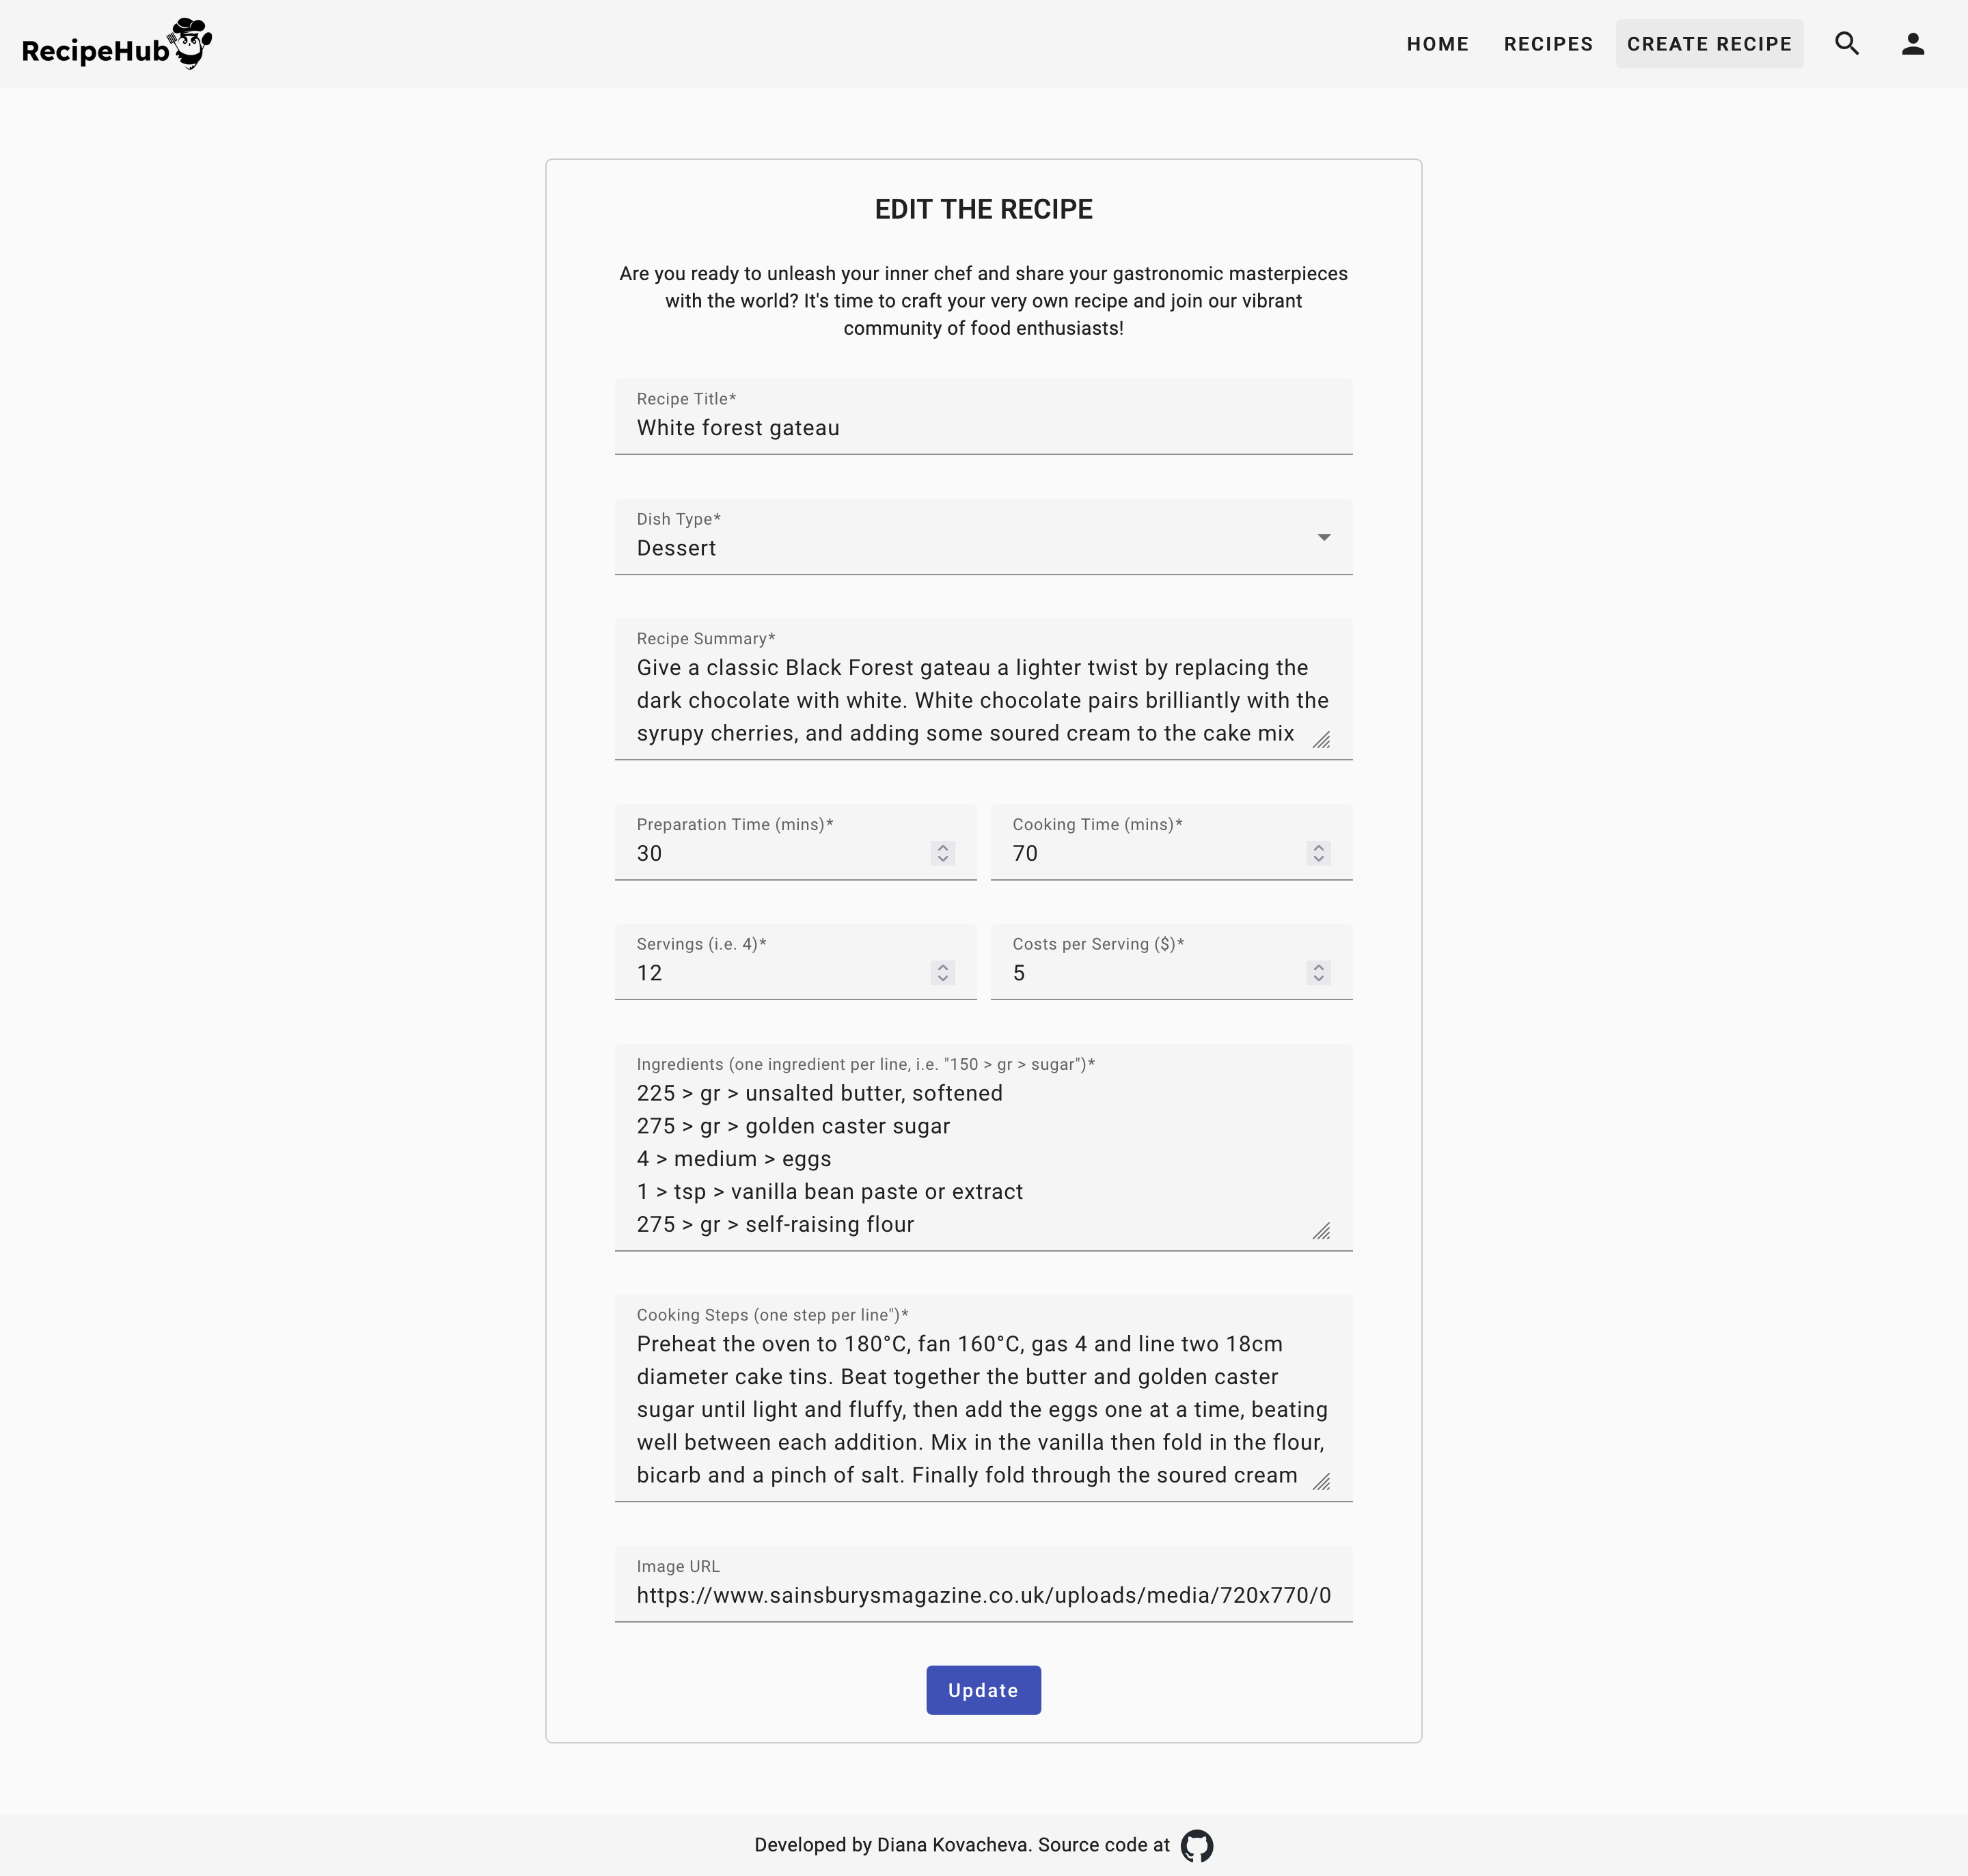 RecipeHub
HOME
RECIPES
CREATE RECIPE
EDIT THE RECIPE
Are you ready to unleash your inner chef and share your gastronomic masterpieces
with the world? It's time to craft your very own recipe and join our vibrant
community of food enthusiasts!
Recipe Title*
White forest gateau
Dish Type*
Dessert
Recipe Summary*
Give a classic Black Forest gateau a lighter twist by replacing the
dark chocolate with white. White chocolate pairs brilliantly with the
syrupy cherries, and adding some soured cream to the cake mix
Preparation Time (mins)*
30
Cooking Time (mins)*
70
Servings (i.e. 4)*
12
Costs per Serving ($)*
5
Ingredients (one ingredient per line, i.e. "150 > gr > sugar")*
225 > gr > unsalted butter, softened
275 > gr > golden caster sugar
4 > medium > eggs
1 > tsp > vanilla bean paste or extract
275 > gr > self-raising flour
Cooking Steps (one step per line")*
Preheat the oven to 180°C, fan 160°C, gas 4 and line two 18cm
diameter cake tins. Beat together the butter and golden caster
sugar until light and fluffy, then add the eggs one at a time, beating
well between each addition. Mix in the vanilla then fold in the flour,
bicarb and a pinch of salt. Finally fold through the soured cream
Image URL
https://www.sainsburysmagazine.co.uk/uploads/media/720x770/0
Update
Developed by Diana Kovacheva. Source code at